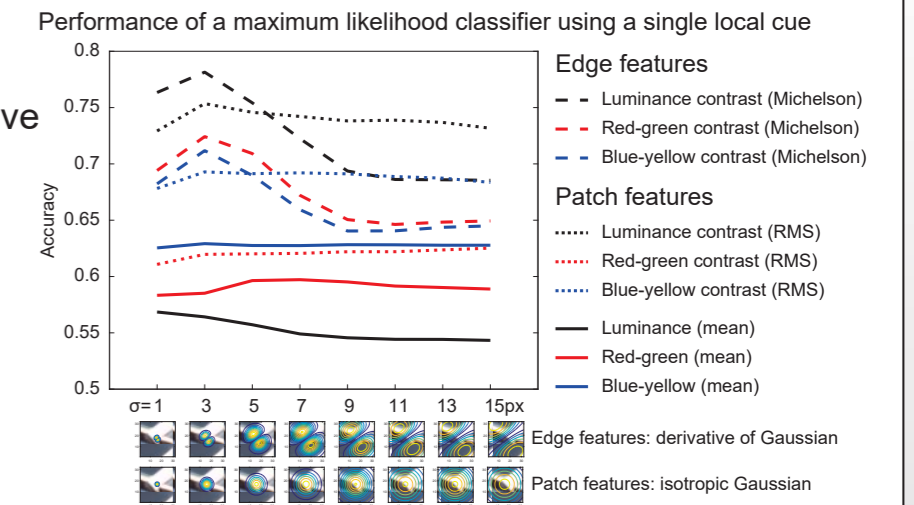 Performance of a maximum likelihood classifier using a single local cue
ve
Accuracy
0.8
0.75
0.7
0.65
0.6
0.55
0.5
σ=1 3 5 7 9 11 13 15px
Edge features
Luminance contrast (Michelson)
Red-green contrast (Michelson)
Blue-yellow contrast (Michelson)
Patch features
Luminance contrast (RMS)
Red-green contrast (RMS)
Blue-yellow contrast (RMS)
Luminance (mean)
Red-green (mean)
Blue-yellow (mean)
Edge features: derivative of Gaussian
Patch features: isotropic Gaussian